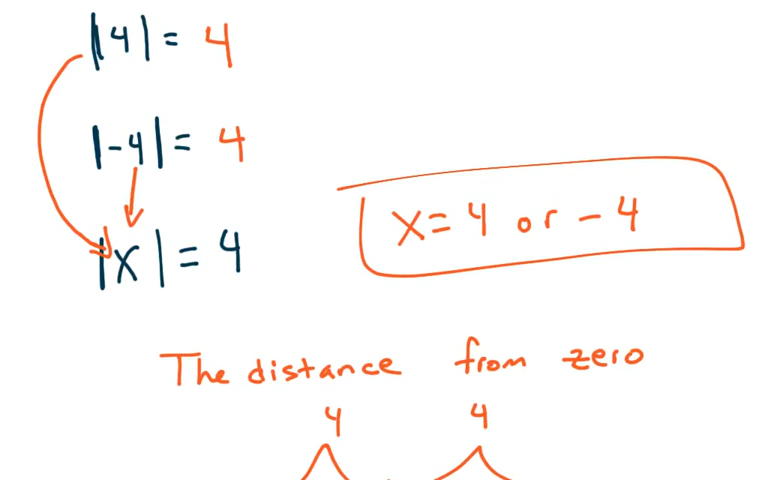 |4| = 4
|-4| = 4
|x| = 4
x = 4 or -4
The distance from zero
4 4